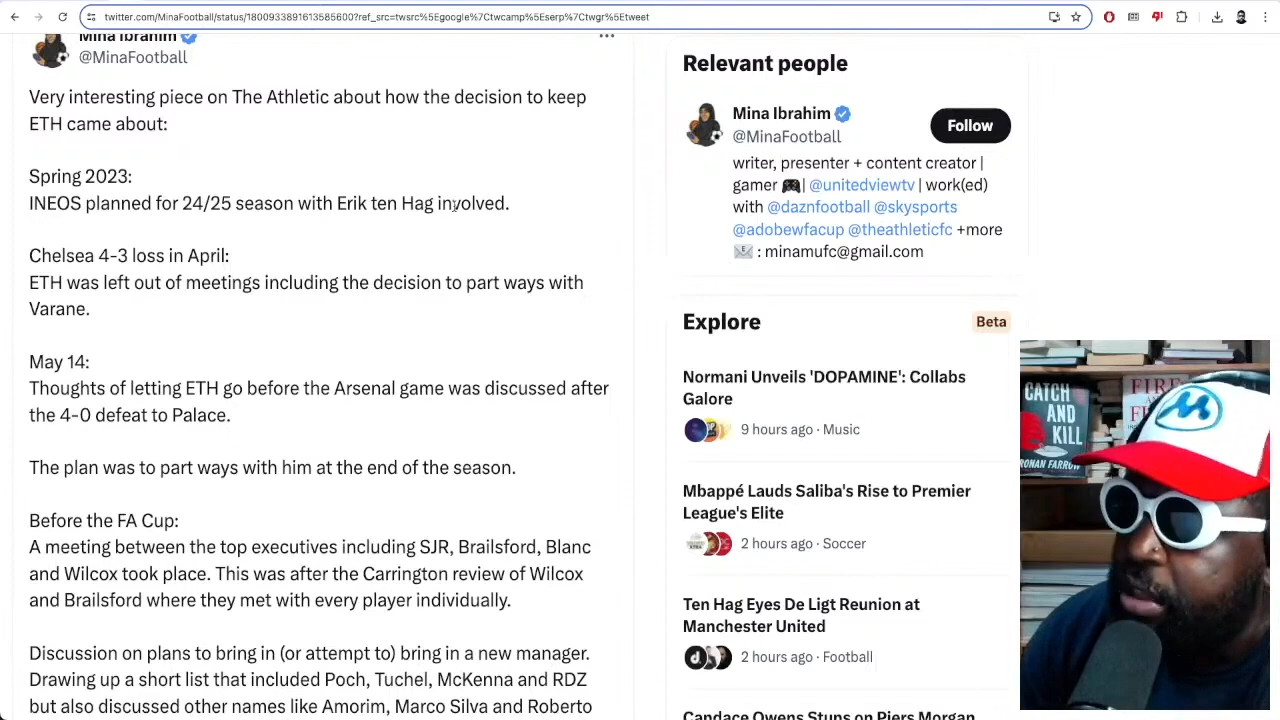 twitter.com/MinaFootball/status/1800933891613585600?ref_src=twsrc%5Egoogle%7Ctwcamp%5Eserp%7Ctwgr%5Etweet
Mina Ibrahim
@MinaFootball
Very interesting piece on The Athletic about how the decision to keep
ETH came about:
Spring 2023:
INEOS planned for 24/25 season with Erik ten Hag involved.
Chelsea 4-3 loss in April:
ETH was left out of meetings including the decision to part ways with
Varane.
May 14:
Thoughts of letting ETH go before the Arsenal game was discussed after
the 4-0 defeat to Palace.
The plan was to part ways with him at the end of the season.
Before the FA Cup:
A meeting between the top executives including SJR, Brailsford, Blanc
and Wilcox took place. This was after the Carrington review of Wilcox
and Brailsford where they met with every player individually.
Discussion on plans to bring in (or attempt to) bring in a new manager.
Drawing up a short list that included Poch, Tuchel, McKenna and RDZ
but also discussed other names like Amorim, Marco Silva and Roberto
Relevant people
Mina Ibrahim
@MinaFootball
Follow
writer, presenter + content creator |
gamer 🎮| @unitedviewtv | work(ed)
with @daznfootball @skysports
@adobewfacup @theathleticfc +more
📧 : minamufc@gmail.com
Explore
Beta
Normani Unveils 'DOPAMINE': Collabs
Galore
9 hours ago · Music
Mbappé Lauds Saliba's Rise to Premier
League's Elite
2 hours ago · Soccer
Ten Hag Eyes De Ligt Reunion at
Manchester United
2 hours ago · Football
Candace Owens Stuns on Piers Morgan
CATCH
AND
KILL
RONAN FARROW
FIRE
M